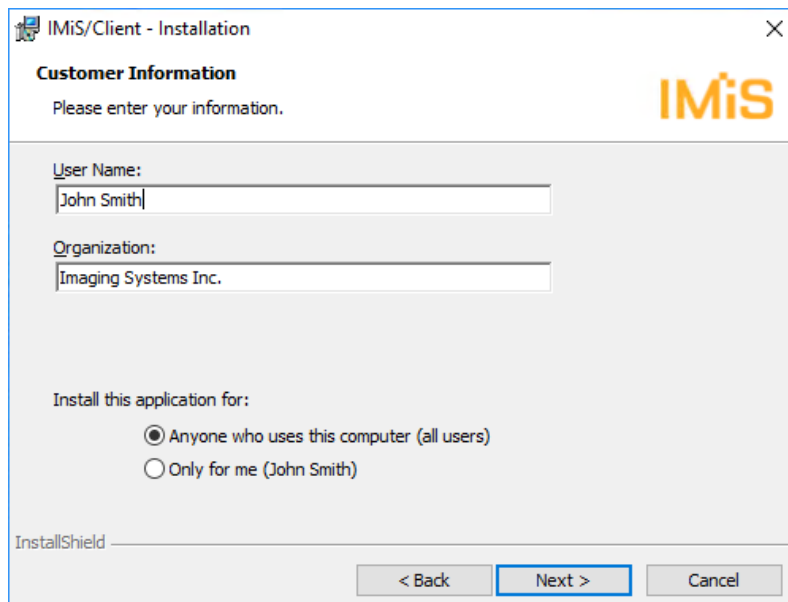 IMiS/Client - Installation
Customer Information
Please enter your information.
IMiS
User Name:
John Smith
Organization:
Imaging Systems Inc.
Install this application for:
Anyone who uses this computer (all users)
Only for me (John Smith)
InstallShield
< Back
Next >
Cancel